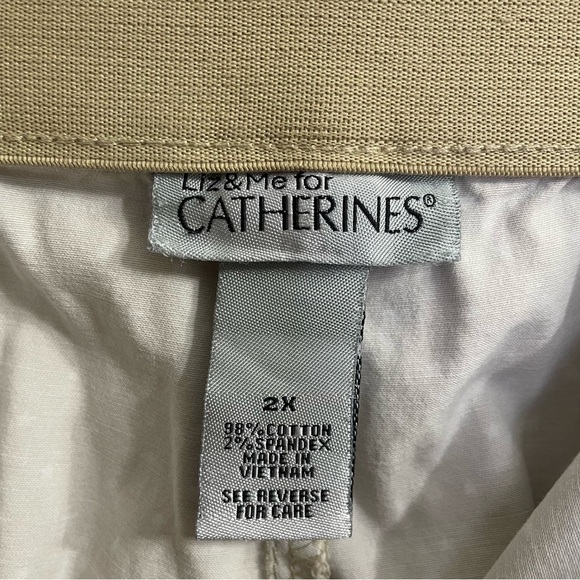 Liz&Me for
CATHERINES®
2X
98%COTTON
2%SPANDEX
MADE IN
VIETNAM
SEE REVERSE
FOR CARE